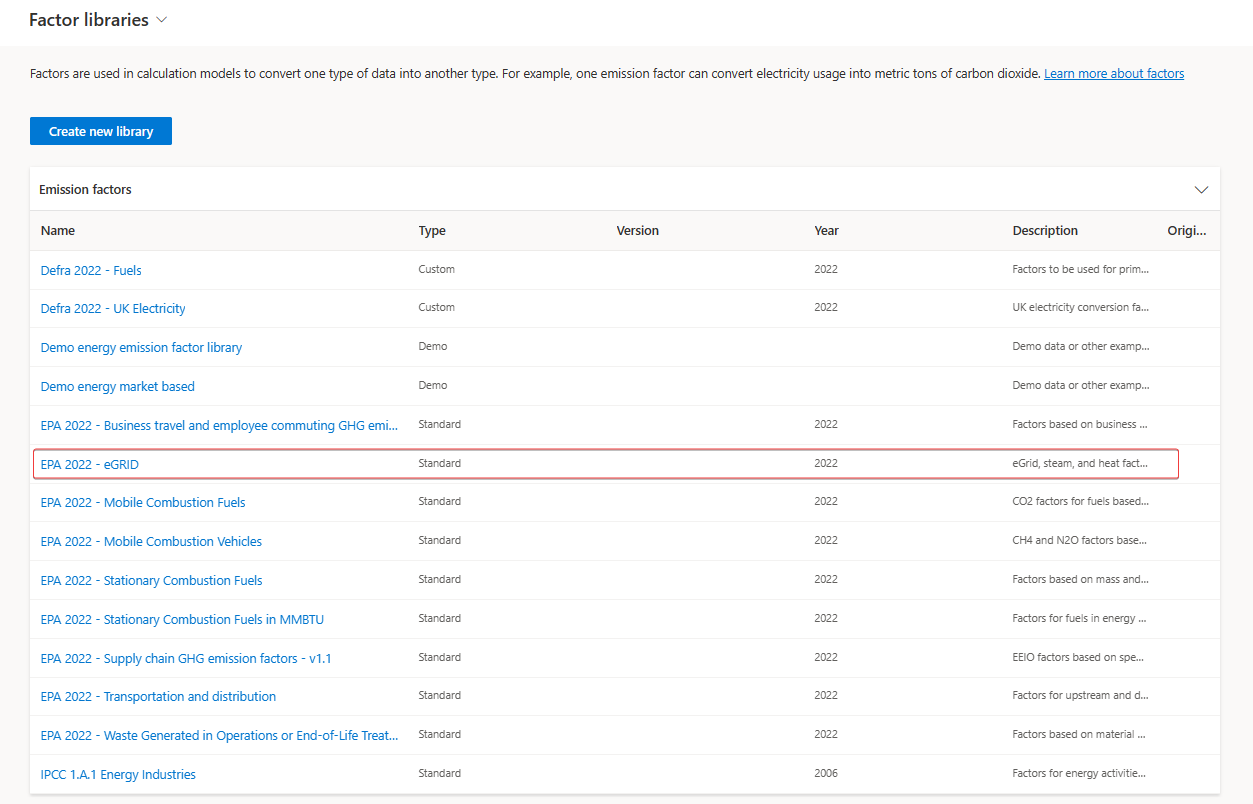 Factor libraries
Factors are used in calculation models to convert one type of data into another type. For example, one emission factor can convert electricity usage into metric tons of carbon dioxide. Learn more about factors
Create new library
Emission factors
Name Type Version Year Description Origi...
Defra 2022 - Fuels Custom 2022 Factors to be used for prim...
Defra 2022 - UK Electricity Custom 2022 UK electricity conversion fa...
Demo energy emission factor library Demo Demo data or other examp...
Demo energy market based Demo Demo data or other examp...
EPA 2022 - Business travel and employee commuting GHG emi... Standard 2022 Factors based on business ...
EPA 2022 - eGRID Standard 2022 eGrid, steam, and heat fact...
EPA 2022 - Mobile Combustion Fuels Standard 2022 CO2 factors for fuels based...
EPA 2022 - Mobile Combustion Vehicles Standard 2022 CH4 and N2O factors base...
EPA 2022 - Stationary Combustion Fuels Standard 2022 Factors based on mass and...
EPA 2022 - Stationary Combustion Fuels in MMBTU Standard 2022 Factors for fuels in energy ...
EPA 2022 - Supply chain GHG emission factors - v1.1 Standard 2022 EEIO factors based on spe...
EPA 2022 - Transportation and distribution Standard 2022 Factors for upstream and d...
EPA 2022 - Waste Generated in Operations or End-of-Life Treat... Standard 2022 Factors based on material ...
IPCC 1.A.1 Energy Industries Standard 2006 Factors for energy activitie...